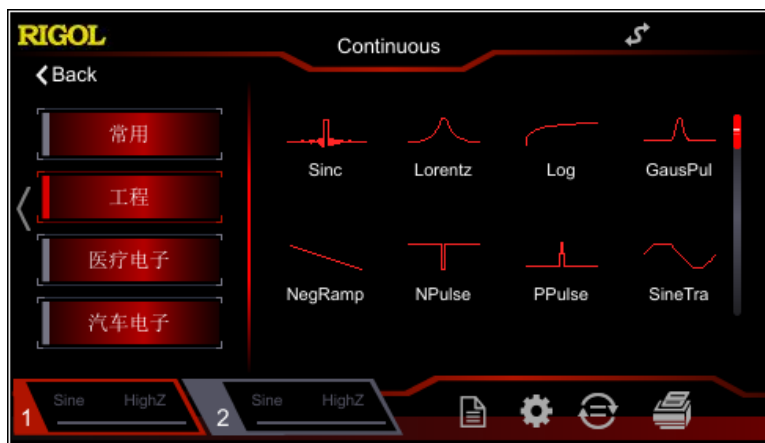 RIGOL
Continuous
Back
常用
工程
医疗电子
汽车电子
Sinc Lorentz Log GausPul
NegRamp NPulse PPulse SineTra
1 Sine HighZ 2 Sine HighZ